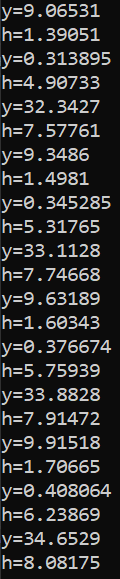 y=9.06531
h=1.39051
y=0.313895
h=4.90733
y=32.3427
h=7.57761
y=9.3486
h=1.4981
y=0.345285
h=5.31765
y=33.1128
h=7.74668
y=9.63189
h=1.60343
y=0.376674
h=5.75939
y=33.8828
h=7.91472
y=9.91518
h=1.70665
y=0.408064
h=6.23869
y=34.6529
h=8.08175